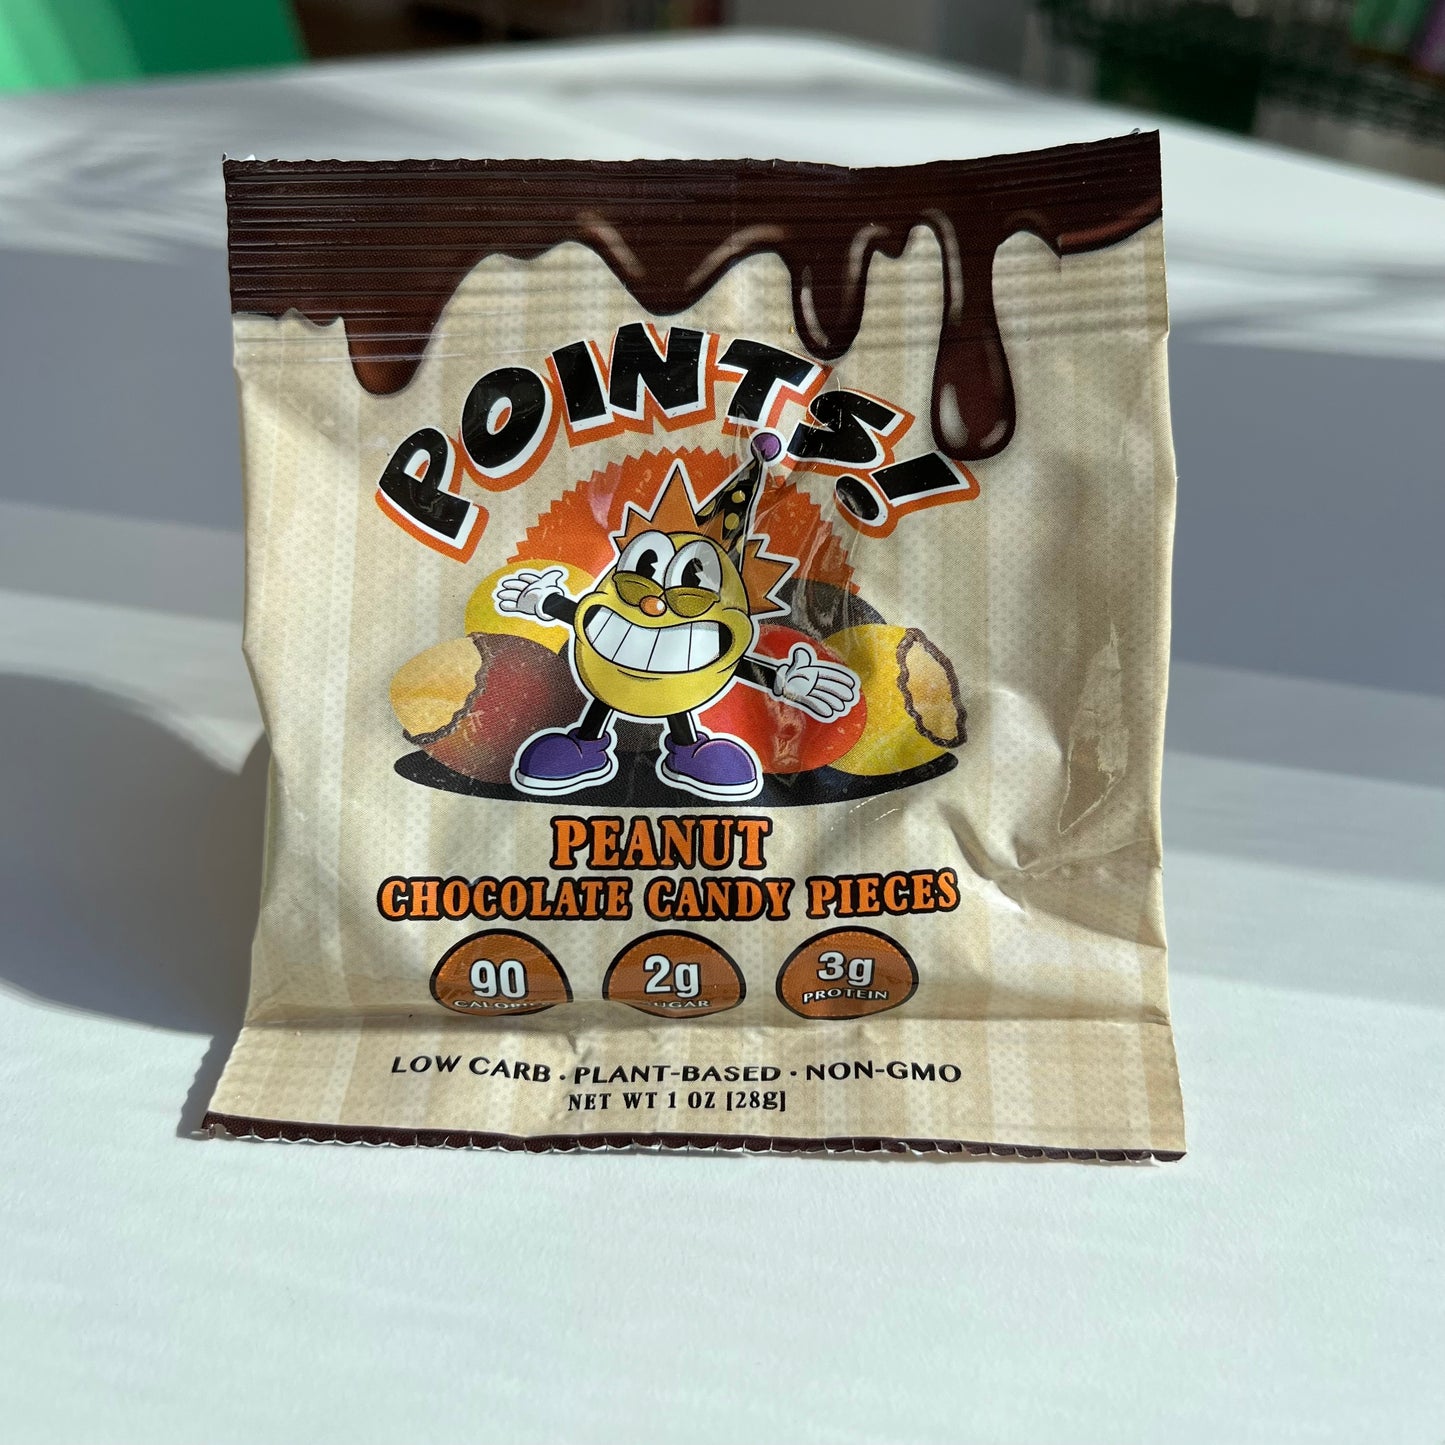 POINTS!
PEANUT
CHOCOLATE CANDY PIECES
90 2g 3g
PROTEIN
LOW CARB · PLANT-BASED · NON-GMO
NET WT 1 OZ [28g]